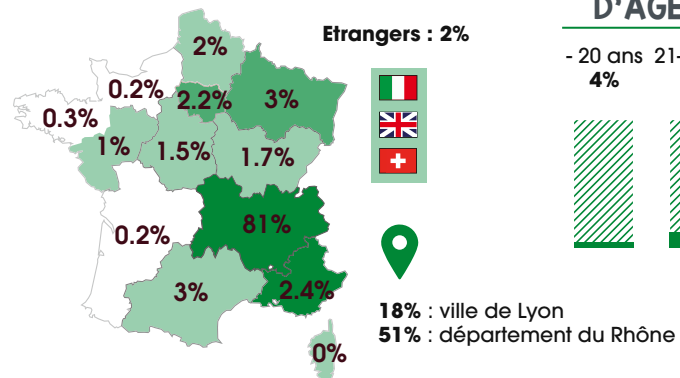 D'AGE
Etrangers : 2%
- 20 ans 21-
4%
2%
0.2%
2.2%
3%
0.3%
1%
1.5%
1.7%
81%
0.2%
3%
2.4%
0%
18% : ville de Lyon
51% : département du Rhône